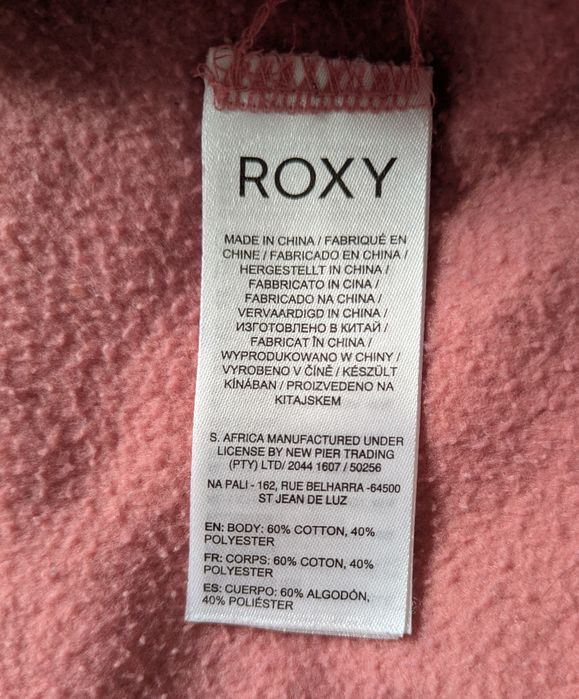 ROXY
MADE IN CHINA / FABRIQUÉ EN
CHINE / FABRICADO EN CHINA /
HERGESTELLT IN CHINA /
FABBRICATO IN CINA /
FABRICADO NA CHINA /
VERVAARDIGD IN CHINA /
ИЗГОТОВЛЕНО В КИТАЙ /
FABRICAT ÎN CHINA /
WYPRODUKOWANO W CHINY /
VYROBENO V ČÍNĚ / KÉSZÜLT
KÍNÁBAN / PROIZVEDENO NA
KITAJSKEM
S. AFRICA MANUFACTURED UNDER
LICENSE BY NEW PIER TRADING
(PTY) LTD/ 2044 1607 / 50256
NA PALI - 162, RUE BELHARRA -64500
ST JEAN DE LUZ
EN: BODY: 60% COTTON, 40%
POLYESTER
FR: CORPS: 60% COTON, 40%
POLYESTER
ES: CUERPO: 60% ALGODÓN,
40% POLIÉSTER